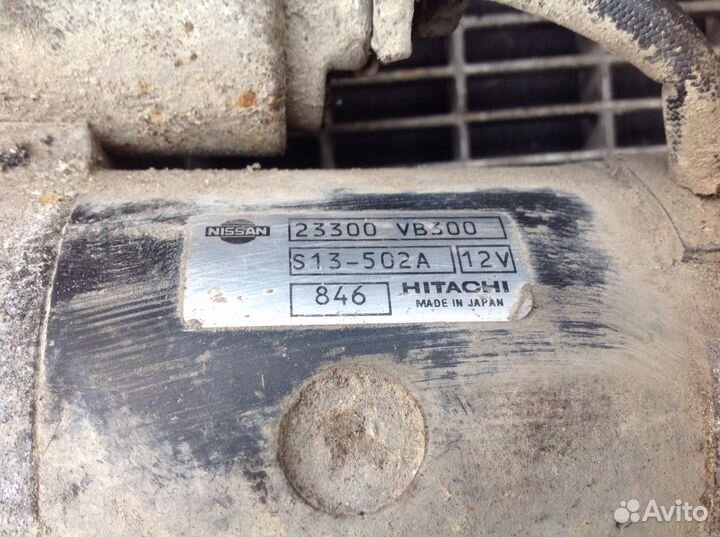 NISSAN 23300 VB300
S13-502A 12V
846 HITACHI
MADE IN JAPAN
Avito